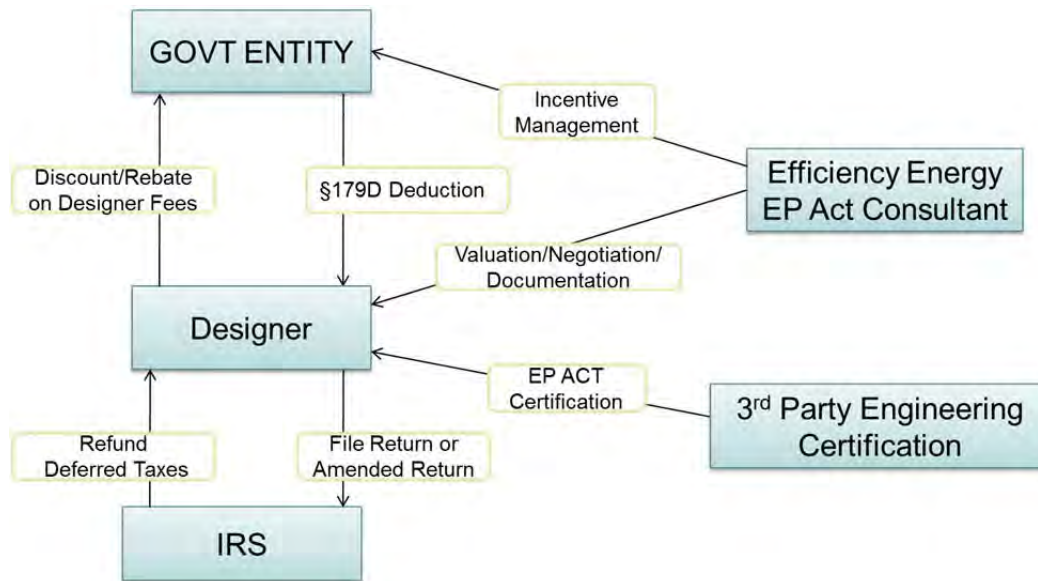 GOVT ENTITY
Incentive
Management
Discount/Rebate
on Designer Fees
§179D Deduction
Efficiency Energy
EP Act Consultant
Valuation/Negotiation/
Documentation
Designer
EP ACT
Certification
3rd Party Engineering
Certification
Refund
Deferred Taxes
File Return or
Amended Return
IRS